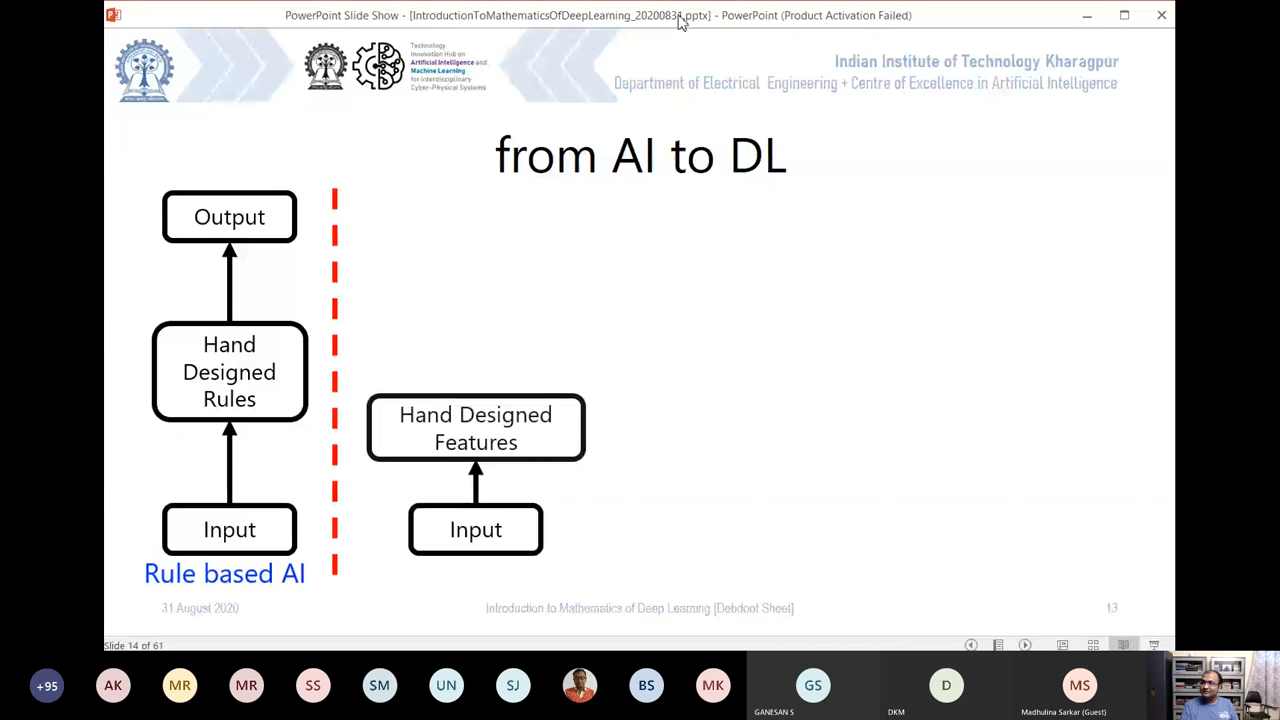 PowerPoint Slide Show - [IntroductionToMathematicsOfDeepLearning_20200831.pptx] - PowerPoint (Product Activation Failed)
Technology
Innovation Hub on
Artificial Intelligence and
Machine Learning
for Interdisciplinary
Cyber-Physical Systems
Indian Institute of Technology Kharagpur
Department of Electrical Engineering + Centre of Excellence in Artificial Intelligence
from AI to DL
Output
Hand
Designed
Rules
Input
Rule based AI
Hand Designed
Features
Input
31 August 2020
Introduction to Mathematics of Deep Learning [Debdoot Sheet]
13
Slide 14 of 61
+95
AK
MR
MR
SS
SM
UN
SJ
BS
MK
GS
GANESAN S
D
DKM
MS
Madhulina Sarkar (Guest)